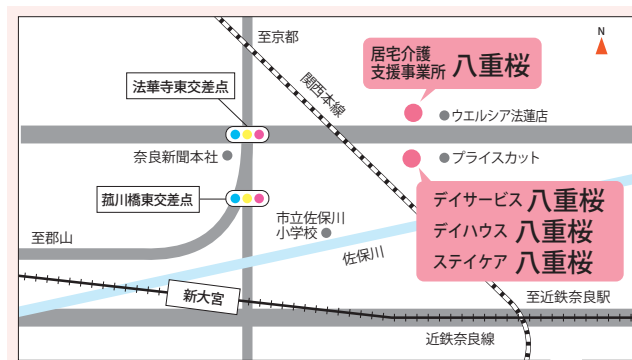 至京都
N
居宅介護
支援事業所 八重桜
関西本線
法華寺東交差点
ウエルシア法蓮店
奈良新聞本社
プライスカット
菰川橋東交差点
デイサービス 八重桜
デイハウス 八重桜
ステイケア 八重桜
市立佐保川
小学校
至郡山
佐保川
新大宮
至近鉄奈良駅
近鉄奈良線